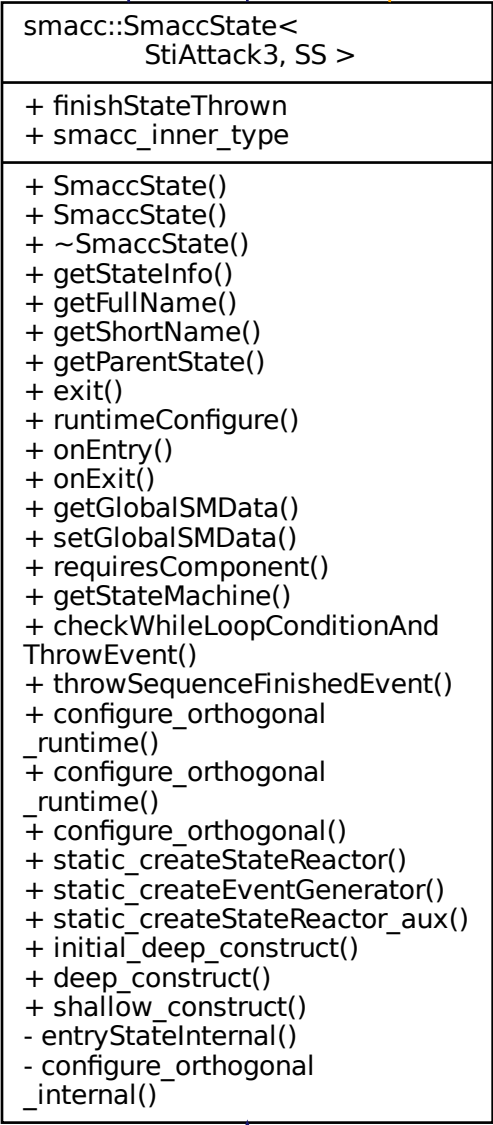 smacc::SmaccState<
StiAttack3, SS >
+ finishStateThrown
+ smacc_inner_type
+ SmaccState()
+ SmaccState()
+ ~SmaccState()
+ getStateInfo()
+ getFullName()
+ getShortName()
+ getParentState()
+ exit()
+ runtimeConfigure()
+ onEntry()
+ onExit()
+ getGlobalSMData()
+ setGlobalSMData()
+ requiresComponent()
+ getStateMachine()
+ checkWhileLoopConditionAnd
ThrowEvent()
+ throwSequenceFinishedEvent()
+ configure_orthogonal
_runtime()
+ configure_orthogonal
_runtime()
+ configure_orthogonal()
+ static_createStateReactor()
+ static_createEventGenerator()
+ static_createStateReactor_aux()
+ initial_deep_construct()
+ deep_construct()
+ shallow_construct()
- entryStateInternal()
- configure_orthogonal
_internal()